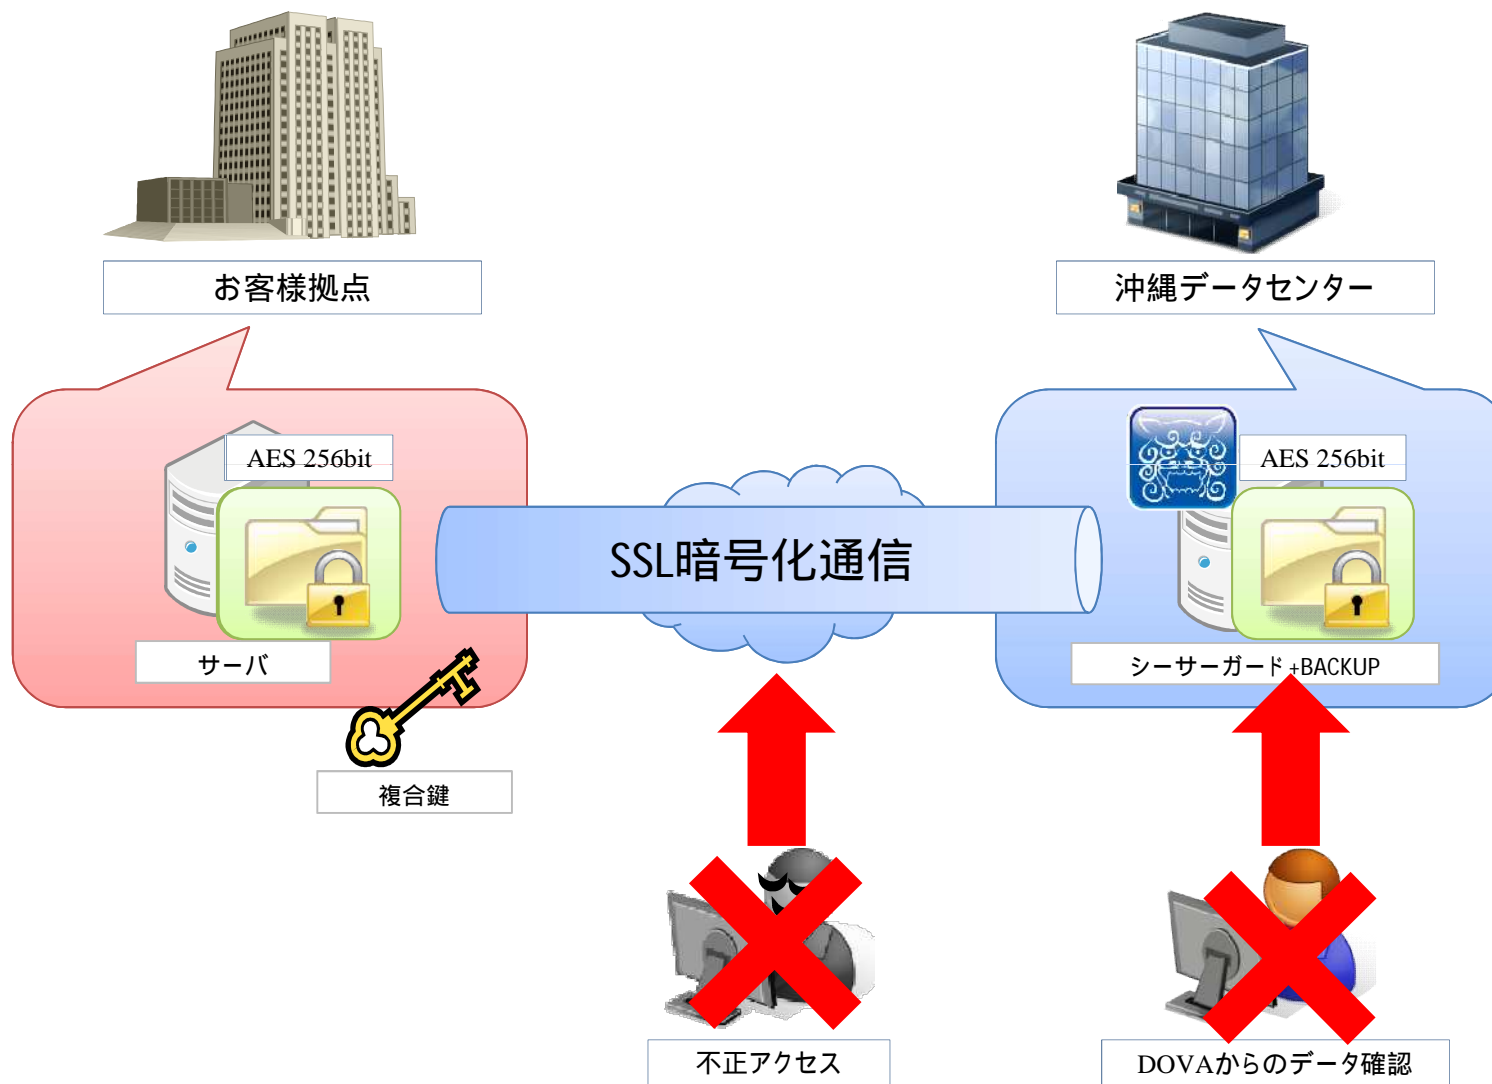 お客様拠点
沖縄データセンター
AES 256bit
AES 256bit
SSL暗号化通信
サーバ
シーサーガード+BACKUP
複合鍵
不正アクセス
DOVAからのデータ確認